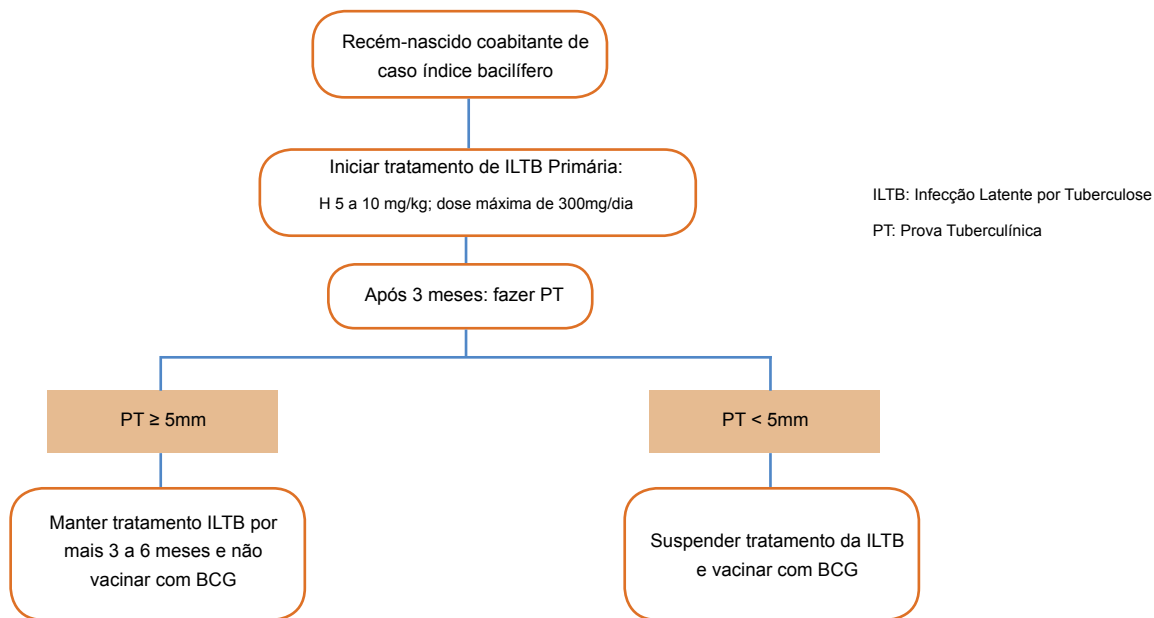 Recém-nascido coabitante de
caso índice bacilífero
Iniciar tratamento de ILTB Primária:
H 5 a 10 mg/kg; dose máxima de 300mg/dia
ILTB: Infecção Latente por Tuberculose
PT: Prova Tuberculínica
Após 3 meses: fazer PT
PT ≥ 5mm
PT < 5mm
Manter tratamento ILTB por
mais 3 a 6 meses e não
vacinar com BCG
Suspender tratamento da ILTB
e vacinar com BCG